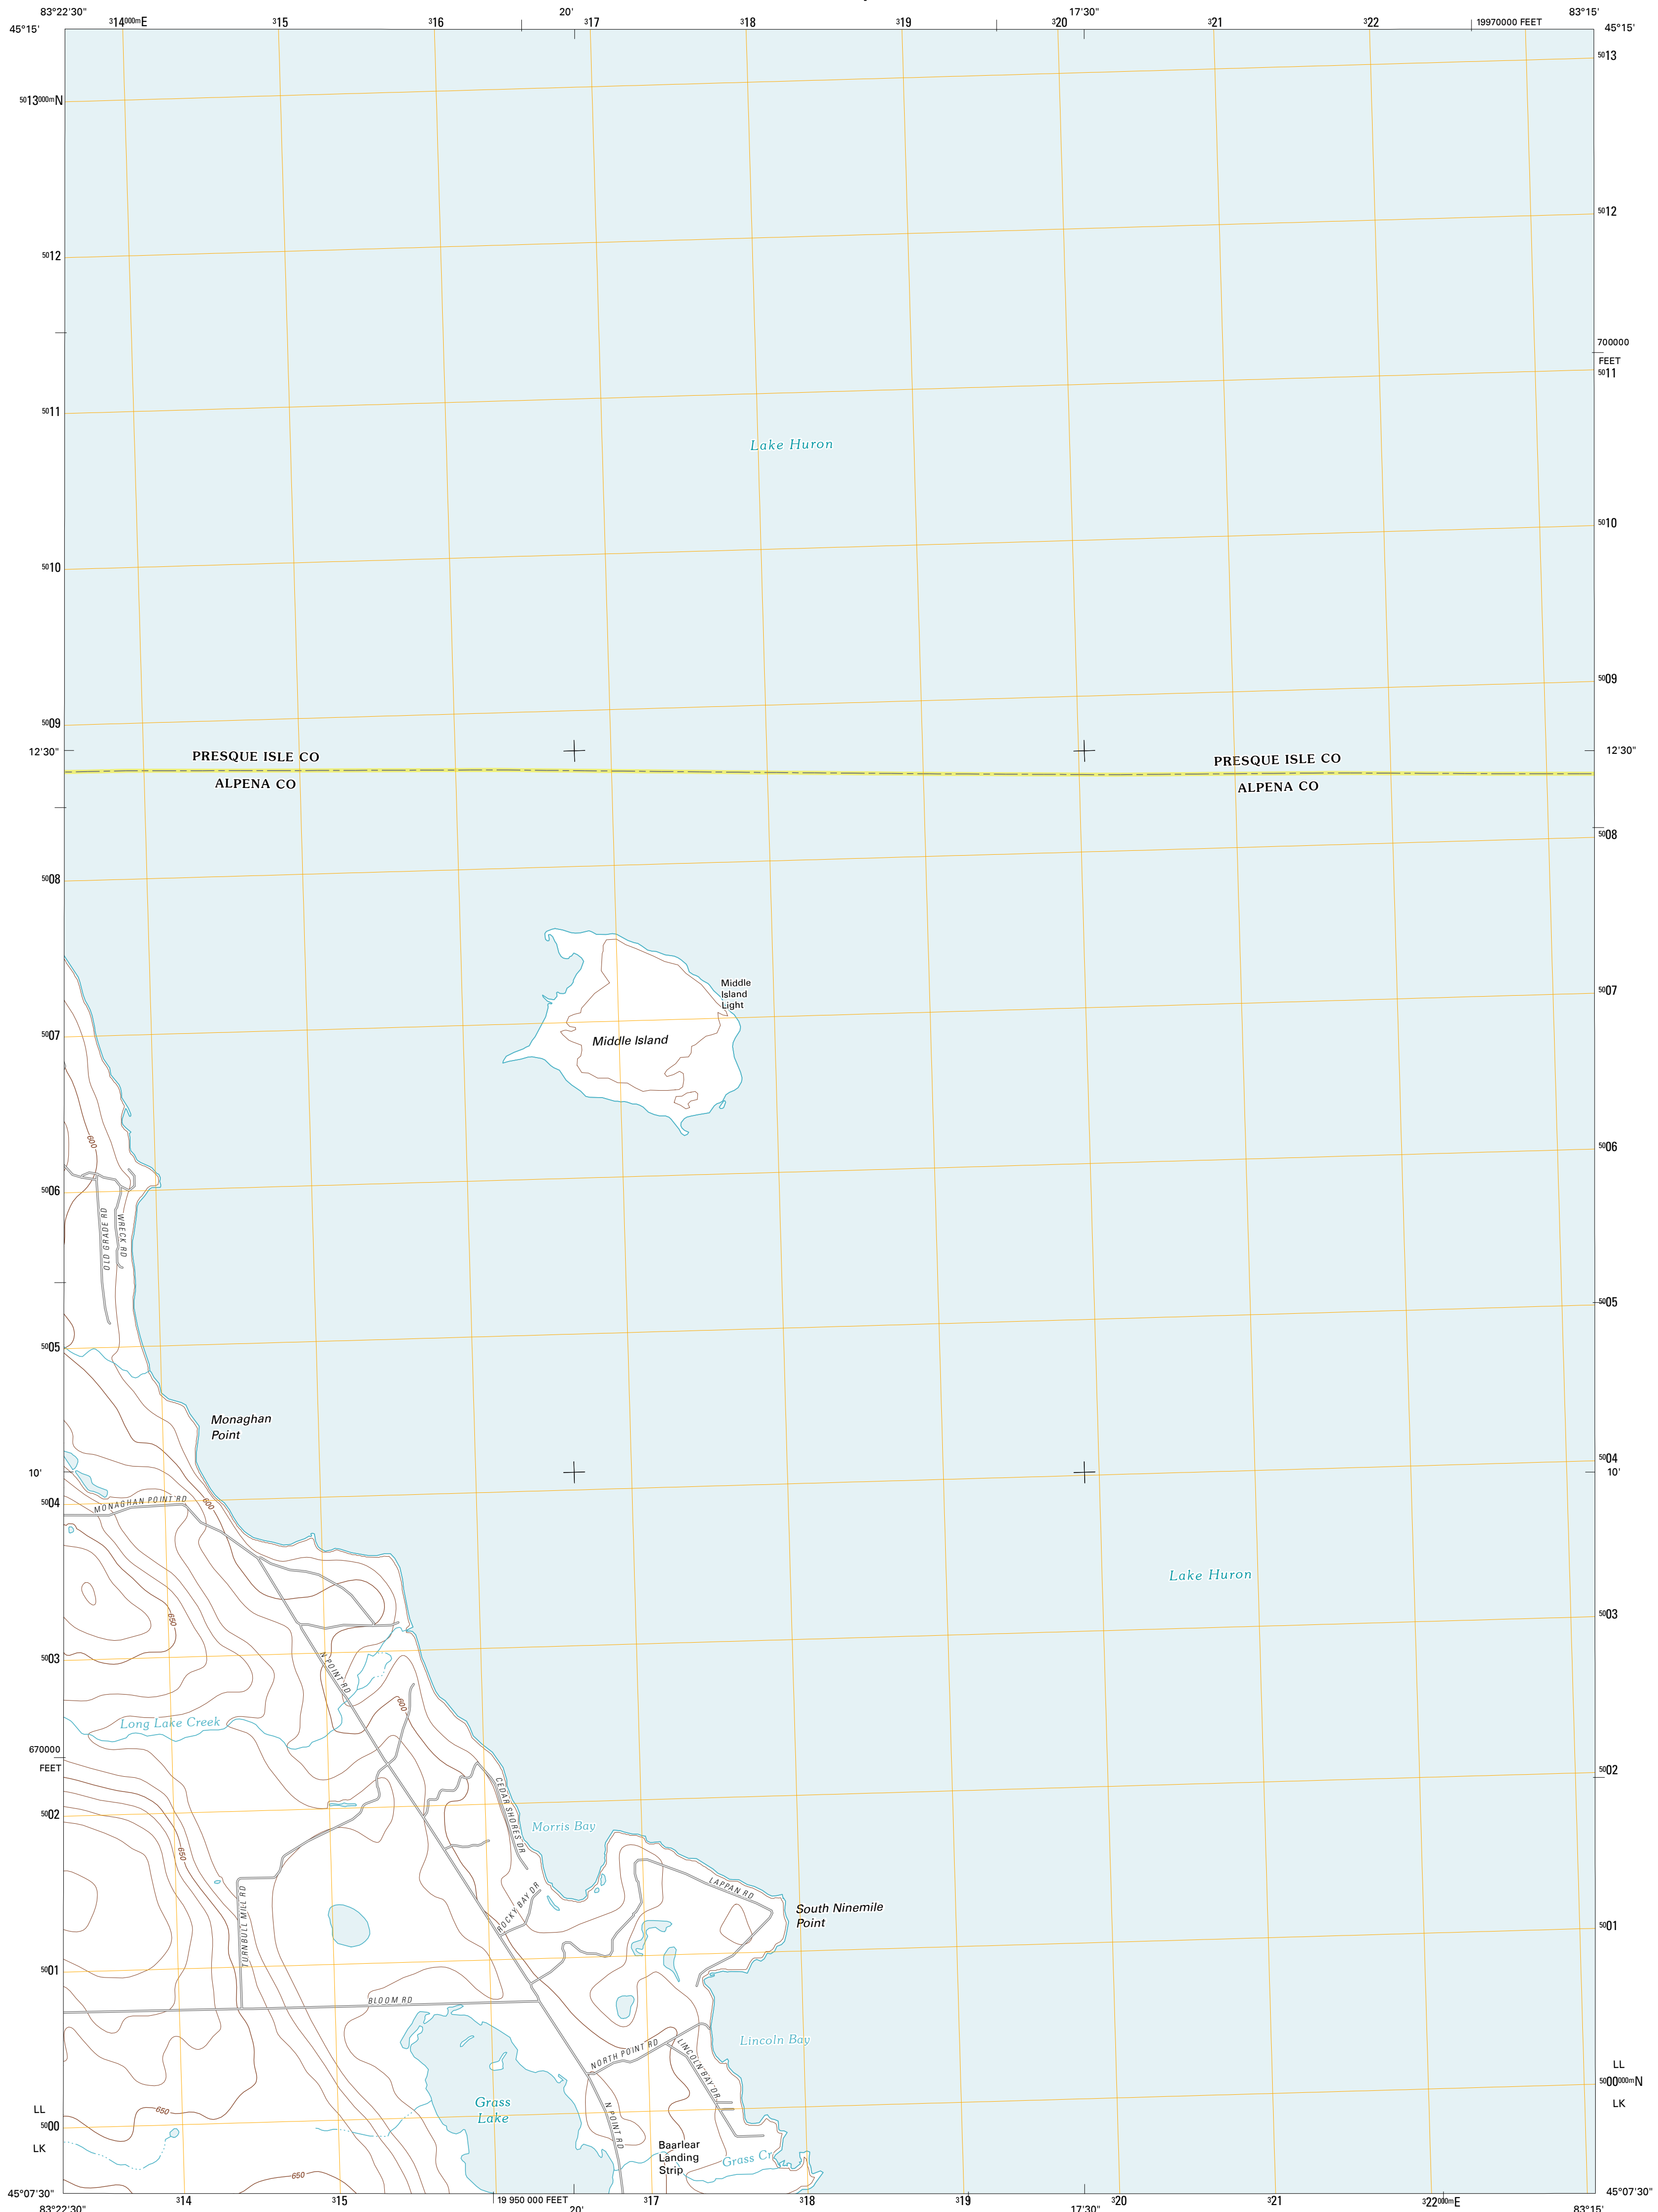 83°22'30" 314000mE 315 316 20' 317 318 319 17'30" 320 321 322 19970000 FEET 83°15'
45°15' 45°15'
5013
5013000mN
5012
5012
700000
FEET
5011
5011
Lake Huron
5010
5010
5009
5009
12'30" 12'30"
PRESQUE ISLE CO PRESQUE ISLE CO
ALPENA CO ALPENA CO
5008
5008
Middle
Island
Light
5007
5007
Middle Island
600
5006
5006
OLD GRADE RD
WRECK RD
5005
5005
Monaghan
Point
5004
10' 10'
5004
MONAGHAN POINT RD
600
Lake Huron
650
5003
5003
N POINT RD
600
Long Lake Creek
670000
FEET
5002
5002
CEDAR SHORES DR
Morris Bay
650
LAPPAN RD
TURNBULL MILL RD
ROCKY BAY DR
South Ninemile
Point
5001
5001
BLOOM RD
Lincoln Bay
NORTH POINT RD
LINCOLN BAY DR
LL
5000000mN
LK
Grass
Lake
650
LL
5000
LK
N POINT RD
Baarlear
Landing
Strip
Grass Cr
650
45°07'30" 45°07'30"
83°22'30" 314 315 19 950 000 FEET 20' 317 318 319 17'30" 320 321 322000mE 83°15'